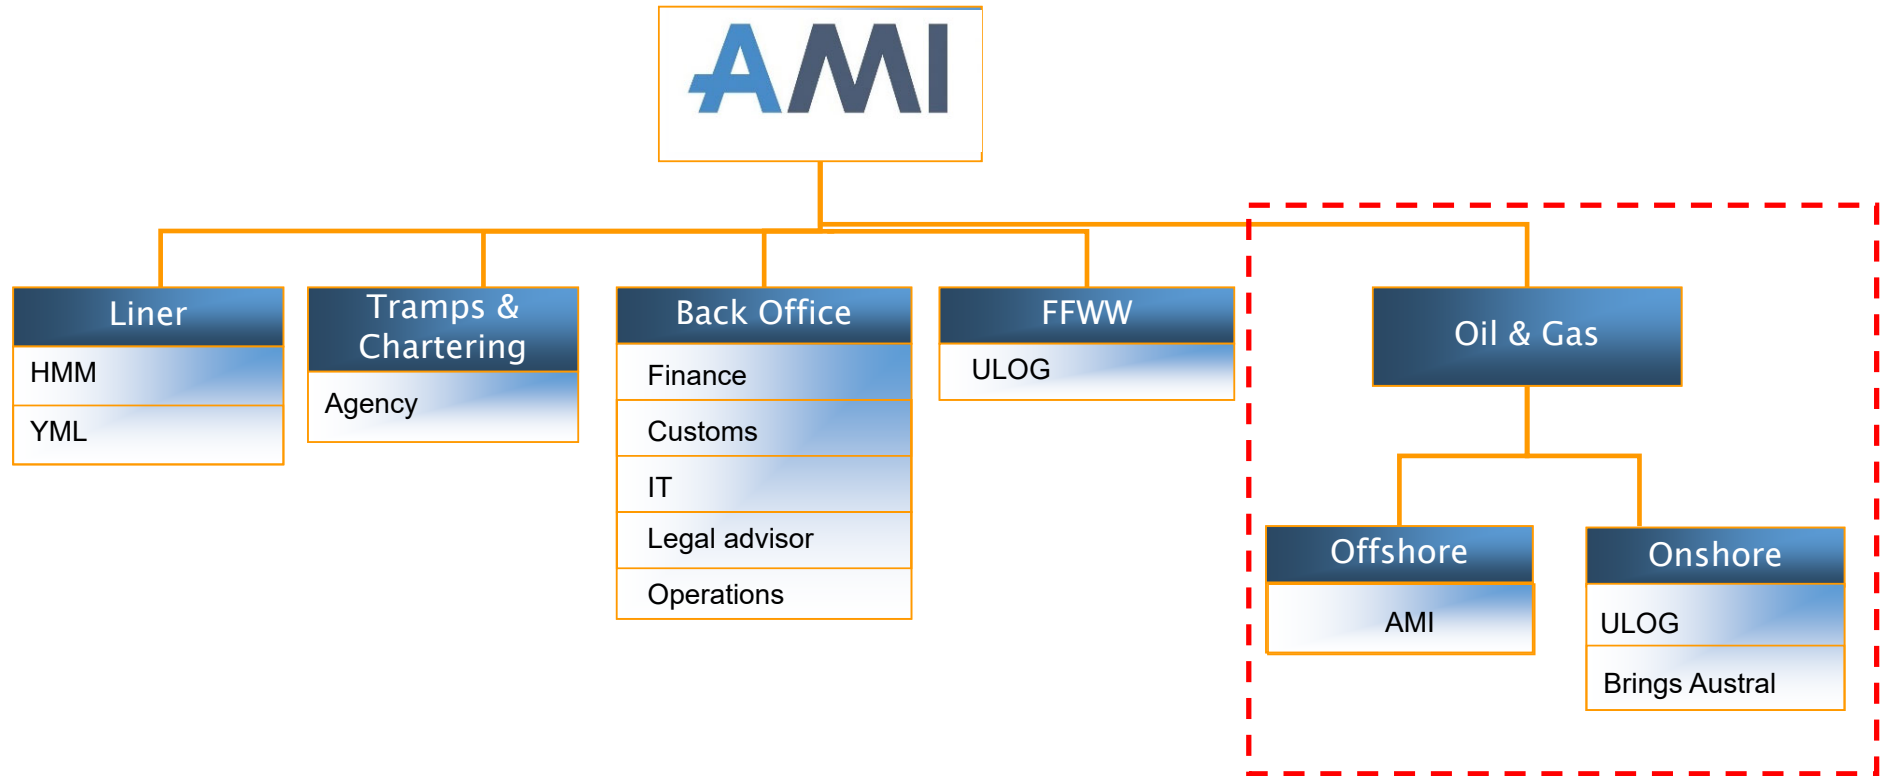 AMI
Liner
HMM
YML
Tramps &
Chartering
Agency
Back Office
Finance
Customs
IT
Legal advisor
Operations
FFWW
ULOG
Oil & Gas
Offshore
AMI
Onshore
ULOG
Brings Austral